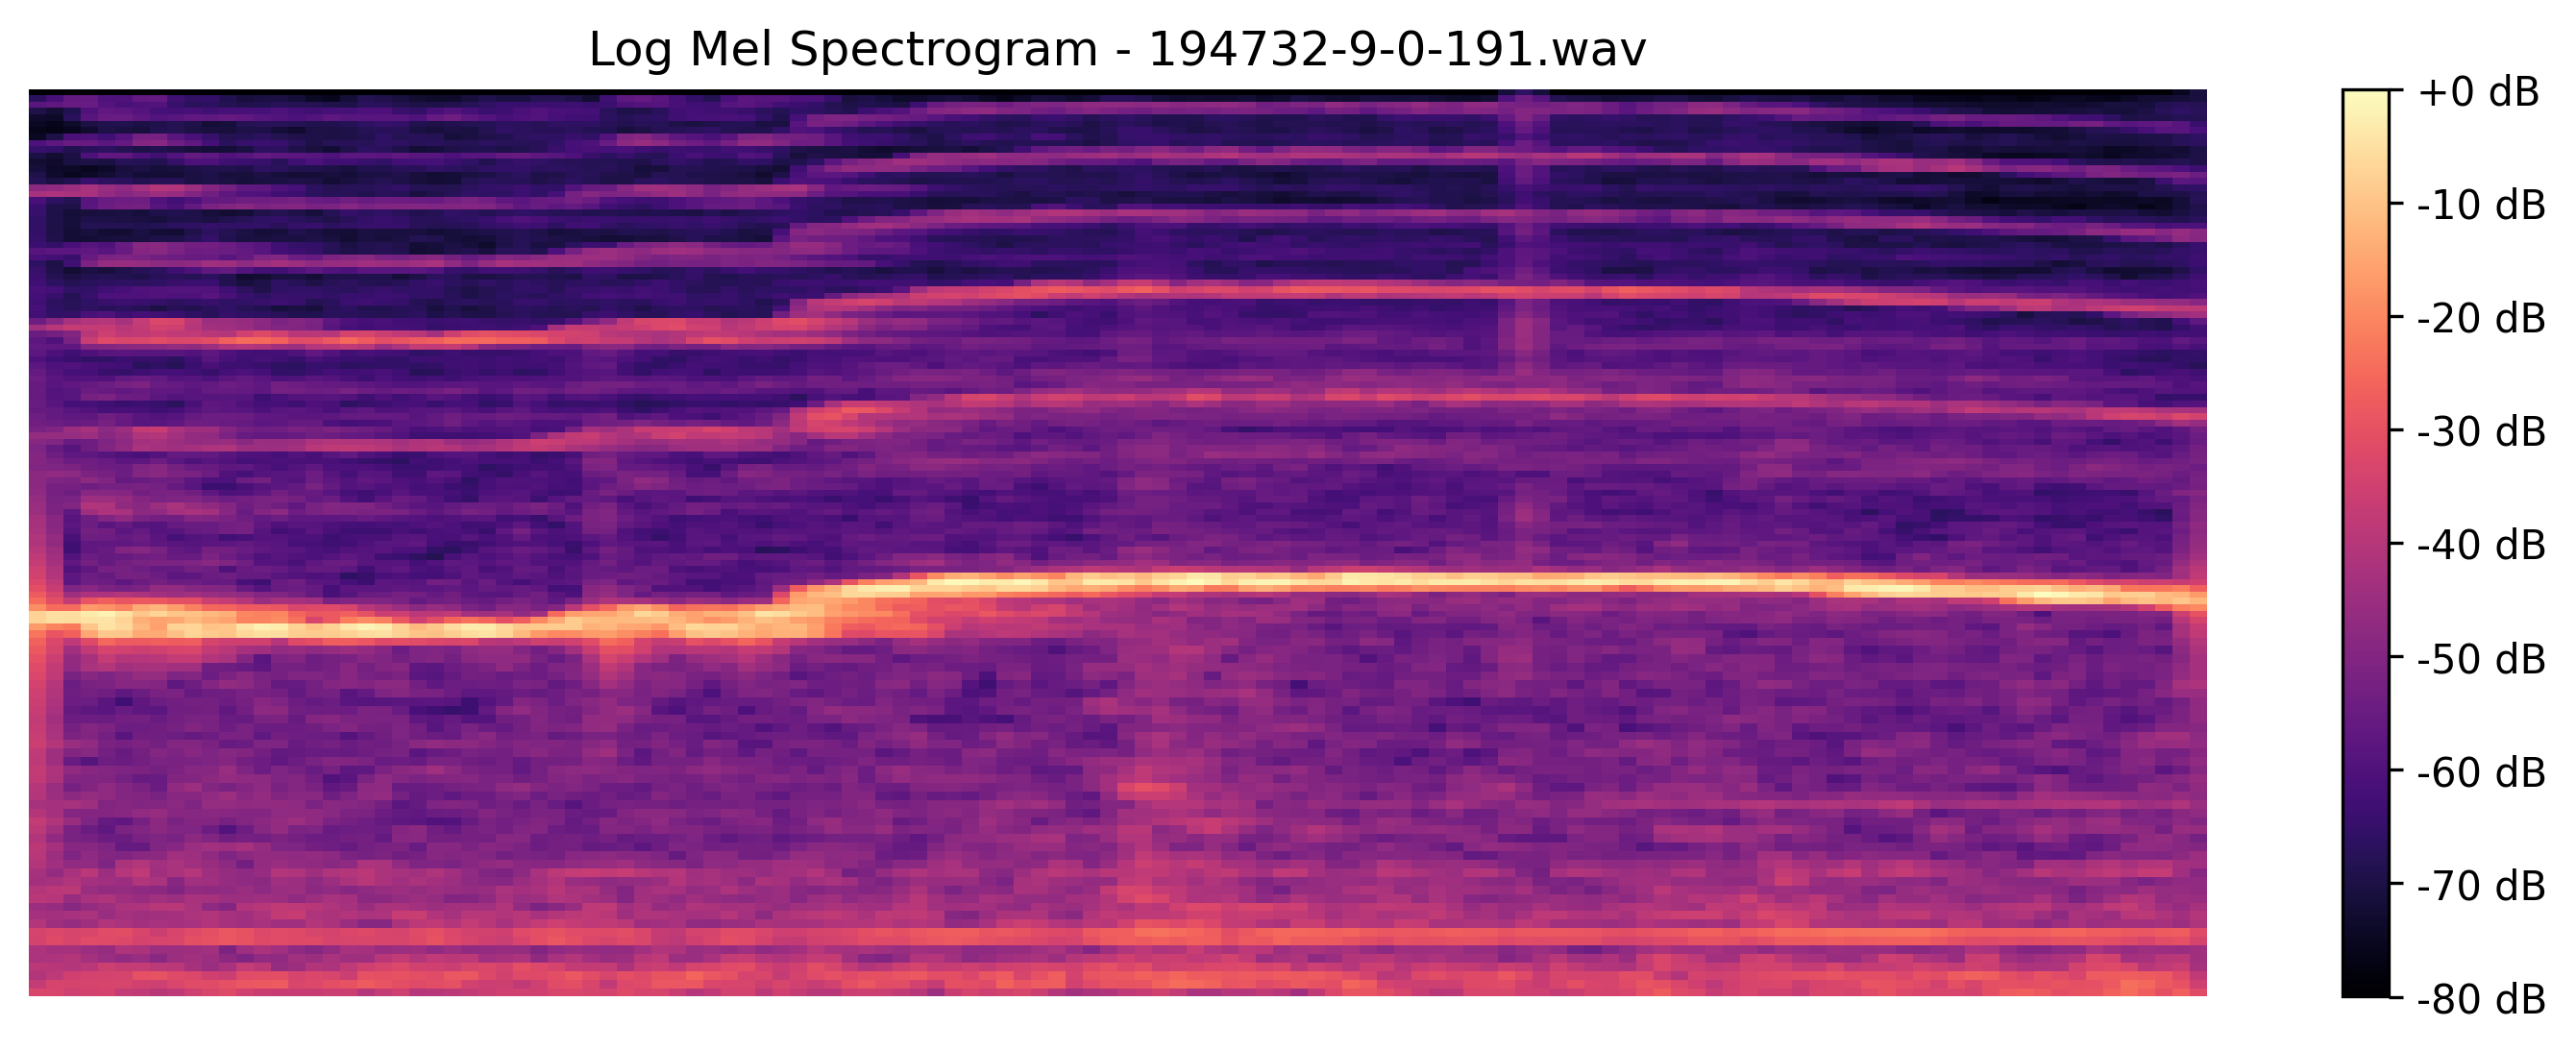 Log Mel Spectrogram - 194732-9-0-191.wav
+0 dB
-10 dB
-20 dB
-30 dB
-40 dB
-50 dB
-60 dB
-70 dB
-80 dB